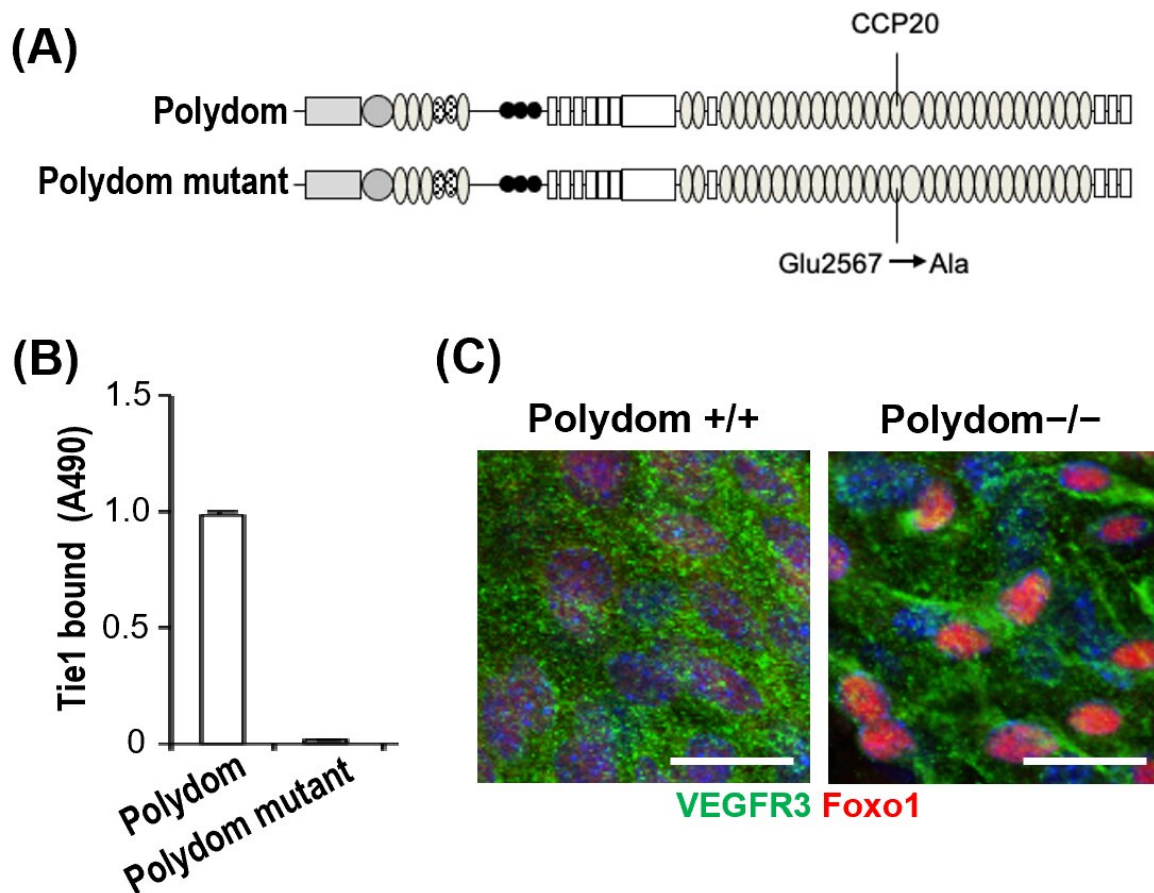 (A)
CCP20
Polydom
Polydom mutant
Glu2567 → Ala
(B)
1.5
1.0
0.5
0
Tie1 bound (A490)
Polydom
Polydom mutant
(C)
Polydom +/+
Polydom−/−
VEGFR3 Foxo1